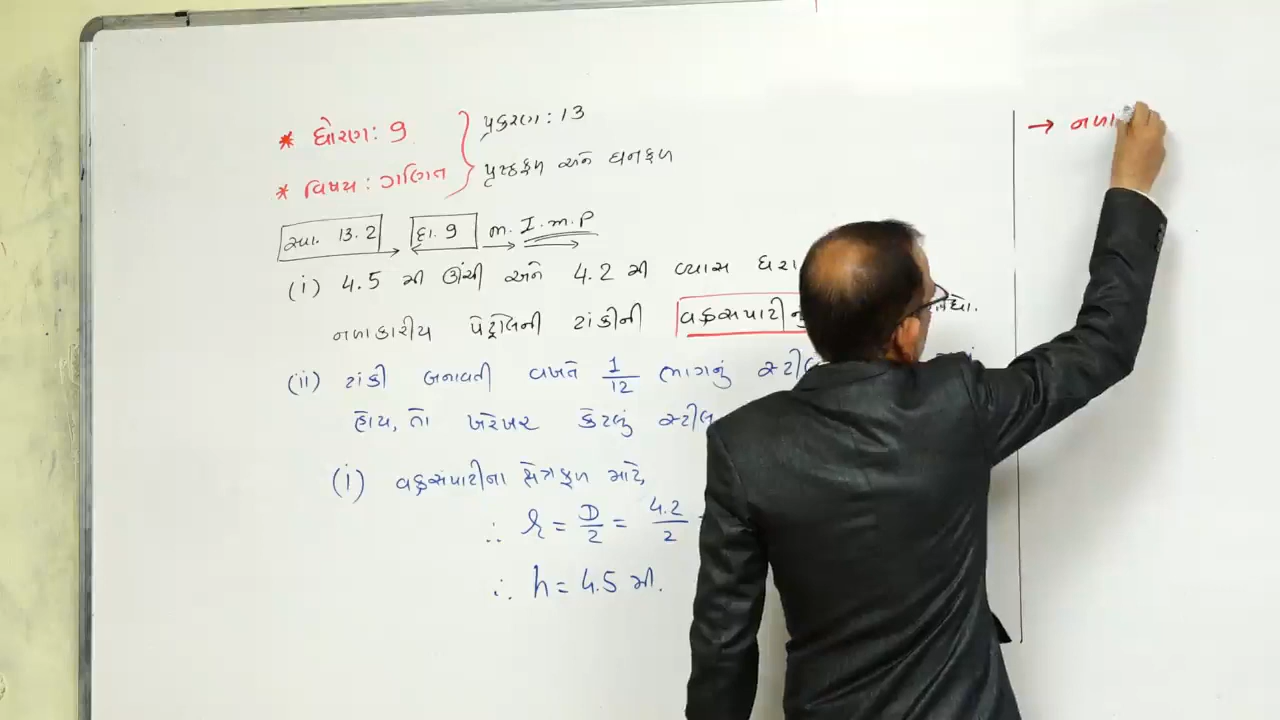 * ધોરણ: 9
* વિષય: ગણિત
પ્રકરણ: 13
પૃષ્ઠફળ અને ઘનફળ
સ્વા. 13.2 દા. 9 m. I.m.P
(i) 4.5 મી ઊંચી અને 4.2 મી વ્યાસ
નળાકારીય પેટ્રોલની ટાંકીની વક્રસપાટીનું
(ii) ટાંકી બનાવતી વખતે 1/12 ભાગનું
હોય, તો ખરેખર કેટલું સ્ટીલ
(i) વક્રસપાટીના ક્ષેત્રફળ માટે,
∴ r = D/2 = 4.2/2
∴ h = 4.5 મી.
→ નળા